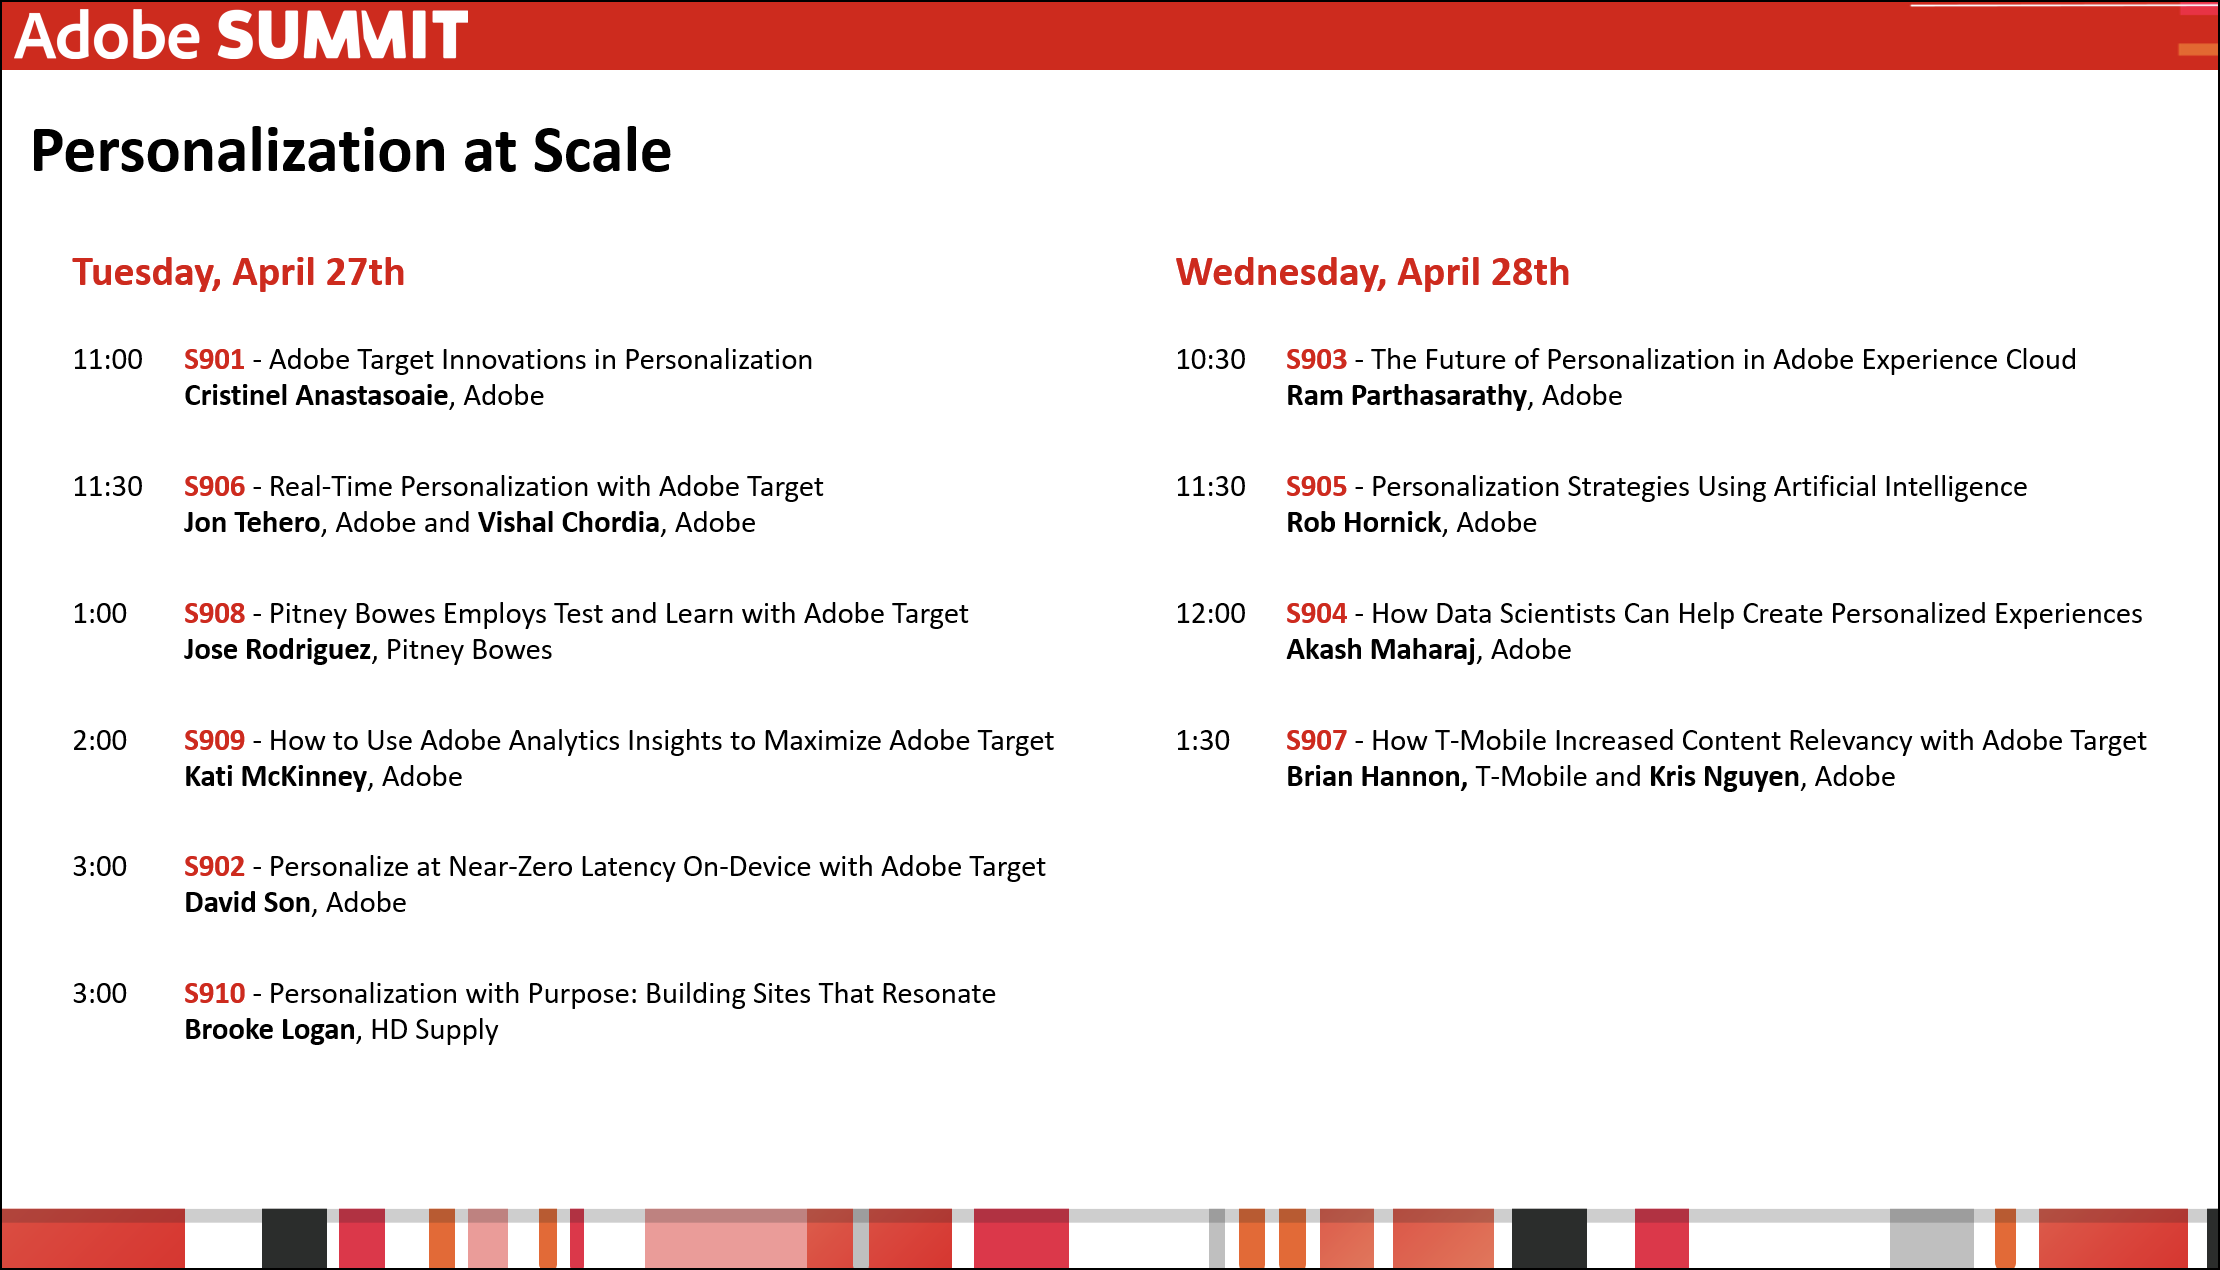 Adobe SUMMIT
Personalization at Scale
Tuesday, April 27th
11:00 S901 - Adobe Target Innovations in Personalization
Cristinel Anastasoaie, Adobe
11:30 S906 - Real-Time Personalization with Adobe Target
Jon Tehero, Adobe and Vishal Chordia, Adobe
1:00 S908 - Pitney Bowes Employs Test and Learn with Adobe Target
Jose Rodriguez, Pitney Bowes
2:00 S909 - How to Use Adobe Analytics Insights to Maximize Adobe Target
Kati McKinney, Adobe
3:00 S902 - Personalize at Near-Zero Latency On-Device with Adobe Target
David Son, Adobe
3:00 S910 - Personalization with Purpose: Building Sites That Resonate
Brooke Logan, HD Supply
Wednesday, April 28th
10:30 S903 - The Future of Personalization in Adobe Experience Cloud
Ram Parthasarathy, Adobe
11:30 S905 - Personalization Strategies Using Artificial Intelligence
Rob Hornick, Adobe
12:00 S904 - How Data Scientists Can Help Create Personalized Experiences
Akash Maharaj, Adobe
1:30 S907 - How T-Mobile Increased Content Relevancy with Adobe Target
Brian Hannon, T-Mobile and Kris Nguyen, Adobe